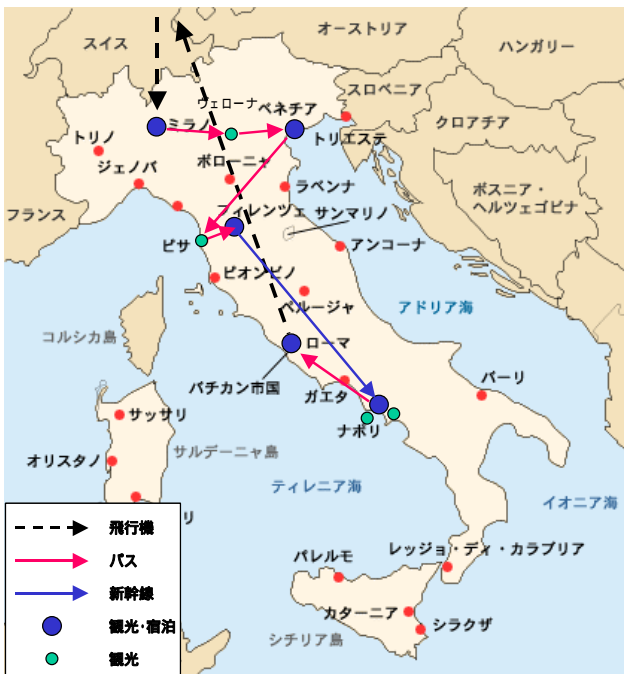 オーストリア
スイス
ハンガリー
スロベニア
ヴェローナ
ベネチア
ミラノ
クロアチア
トリノ
トリエステ
ボローニャ
ジェノバ
ラベンナ
ボスニア・
ヘルツェゴビナ
フランス
フィレンツェ
サンマリノ
ピサ
アンコーナ
ピオンビノ
ペルージャ
アドリア海
コルシカ島
ローマ
バチカン市国
ガエタ
バーリ
サッサリ
ナポリ
サルデーニャ島
オリスタノ
ティレニア海
イオニア海
リ
飛行機
バス
新幹線
観光・宿泊
観光
パレルモ
レッジョ・ディ・カラブリア
カターニア
シラクザ
シチリア島